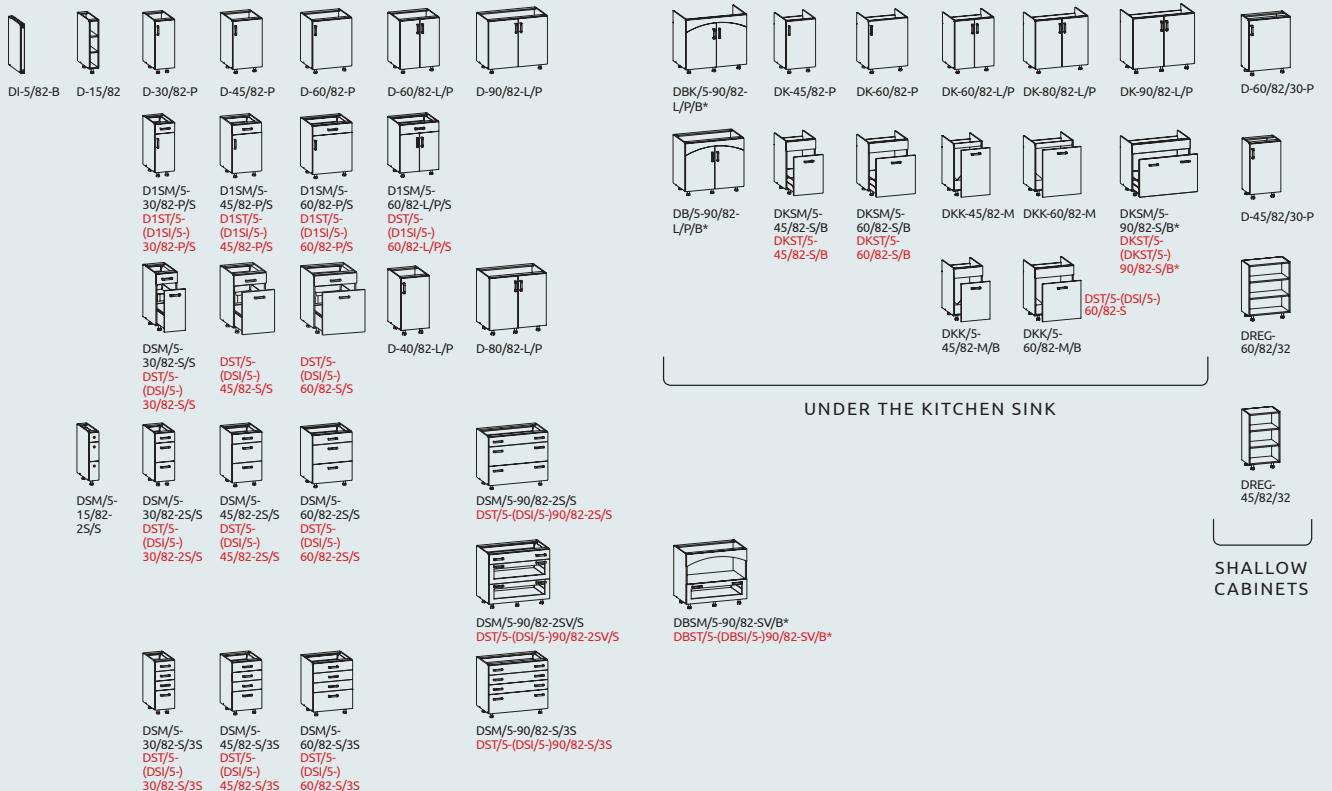 DI-5/82-B
D-15/82
D-30/82-P
D-45/82-P
D-60/82-P
D-60/82-L/P
D-90/82-L/P
DBK/5-90/82-
L/P/B*
DK-45/82-P
DK-60/82-P
DK-60/82-L/P
DK-80/82-L/P
DK-90/82-L/P
D-60/82/30-P
D1SM/5-
30/82-P/S
D1ST/5-
(D1SI/5-)
30/82-P/S
D1SM/5-
45/82-P/S
D1ST/5-
(D1SI/5-)
45/82-P/S
D1SM/5-
60/82-P/S
D1ST/5-
(D1SI/5-)
60/82-P/S
D1SM/5-
60/82-L/P/S
DST/5-
(D1SI/5-)
60/82-L/P/S
DB/5-90/82-
L/P/B*
DKSM/5-
45/82-S/B
DKST/5-
45/82-S/B
DKSM/5-
60/82-S/B
DKST/5-
60/82-S/B
DKK-45/82-M
DKK-60/82-M
DKSM/5-
90/82-S/B*
DKST/5-
(DKST/5-)
90/82-S/B*
D-45/82/30-P
DSM/5-
30/82-S/S
DST/5-
(DSI/5-)
30/82-S/S
DST/5-
(DSI/5-)
45/82-S/S
DST/5-
(DSI/5-)
60/82-S/S
D-40/82-L/P
D-80/82-L/P
DKK/5-
45/82-M/B
DKK/5-
60/82-M/B
DST/5-(DSI/5-)
60/82-S
DREG-
60/82/32
UNDER THE KITCHEN SINK
DSM/5-
15/82-
2S/S
DSM/5-
30/82-2S/S
DST/5-
(DSI/5-)
30/82-2S/S
DSM/5-
45/82-2S/S
DST/5-
(DSI/5-)
45/82-2S/S
DSM/5-
60/82-2S/S
DST/5-
(DSI/5-)
60/82-2S/S
DSM/5-90/82-2S/S
DST/5-(DSI/5-)90/82-2S/S
DREG-
45/82/32
SHALLOW
CABINETS
DSM/5-90/82-2SV/S
DST/5-(DSI/5-)90/82-2SV/S
DBSM/5-90/82-SV/B*
DBST/5-(DBSI/5-)90/82-SV/B*
DSM/5-
30/82-S/3S
DST/5-
(DSI/5-)
30/82-S/3S
DSM/5-
45/82-S/3S
DST/5-
(DSI/5-)
45/82-S/3S
DSM/5-
60/82-S/3S
DST/5-
(DSI/5-)
60/82-S/3S
DSM/5-90/82-S/3S
DST/5-(DSI/5-)90/82-S/3S